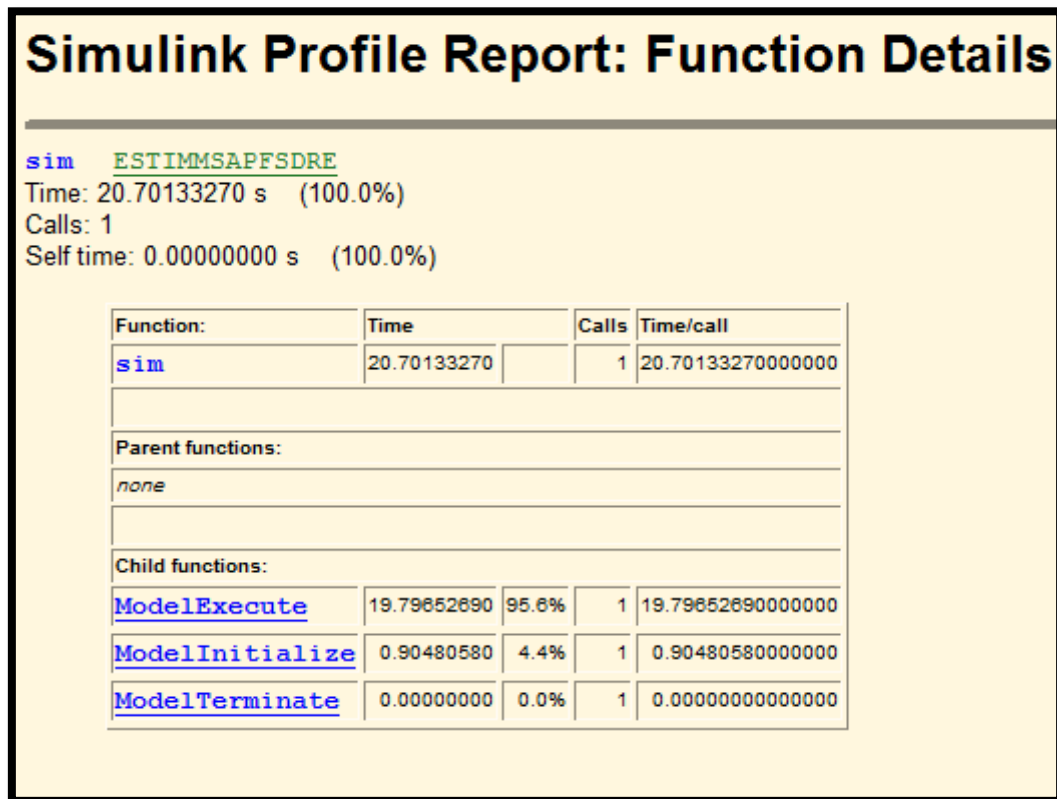 Simulink Profile Report: Function Details
sim ESTIMMSAPFSDRE
Time: 20.70133270 s (100.0%)
Calls: 1
Self time: 0.00000000 s (100.0%)
Function: Time Calls Time/call
sim 20.70133270 1 20.70133270000000
Parent functions:
none
Child functions:
ModelExecute 19.79652690 95.6% 1 19.79652690000000
ModelInitialize 0.90480580 4.4% 1 0.90480580000000
ModelTerminate 0.00000000 0.0% 1 0.00000000000000